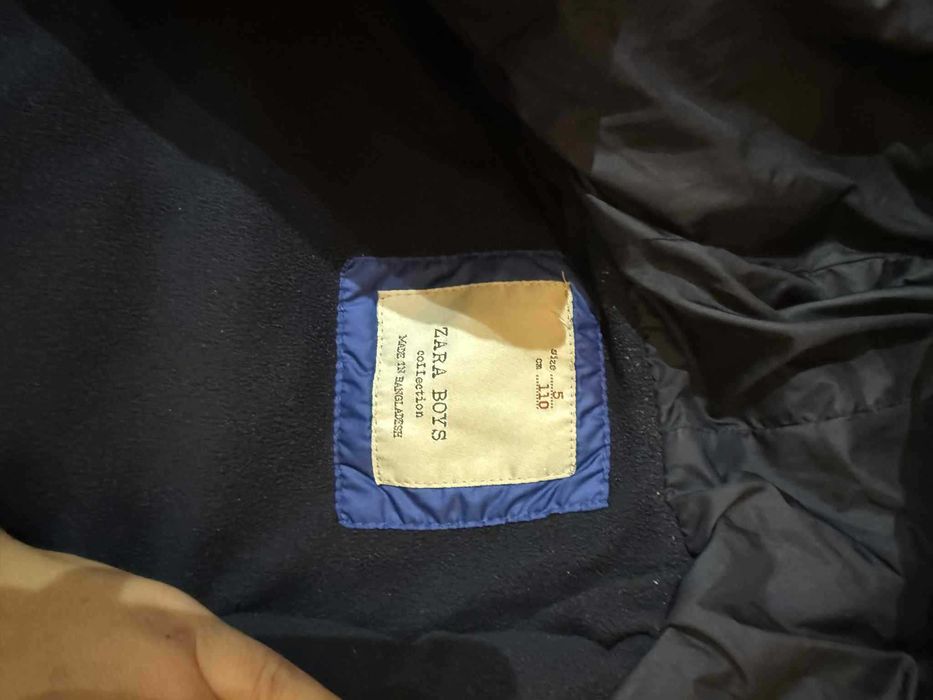 size ......5....
cm ....110....
ZARA BOYS
collection
MADE IN BANGLADESH